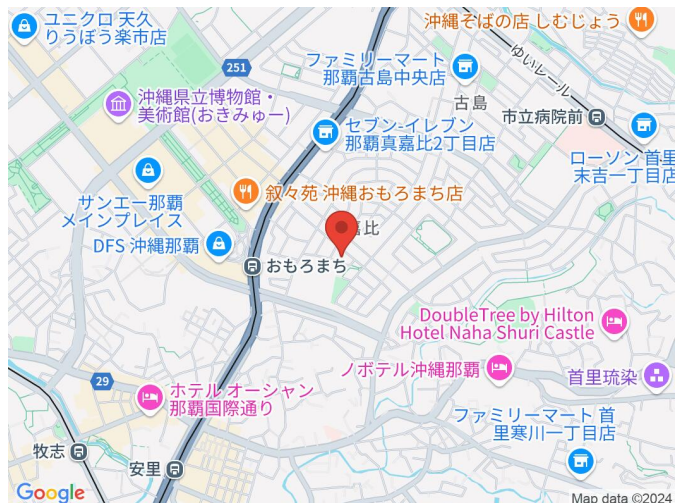 ユニクロ 天久
りうぼう楽市店
沖縄そばの店 しむじょう
ファミリーマート
那覇古島中央店
ゆいレール
251
古島
沖縄県立博物館・
美術館(おきみゅー)
市立病院前
セブン-イレブン
那覇真嘉比2丁目店
ローソン 首里
末吉一丁目店
サンエー那覇
メインプレイス
叙々苑 沖縄おもろまち店
嘉比
DFS 沖縄那覇
おもろまち
DoubleTree by Hilton
Hotel Naha Shuri Castle
ノボテル沖縄那覇
首里琉染
29
ホテル オーシャン
那覇国際通り
ファミリーマート 首
里寒川一丁目店
牧志
安里
Google
Map data ©2024